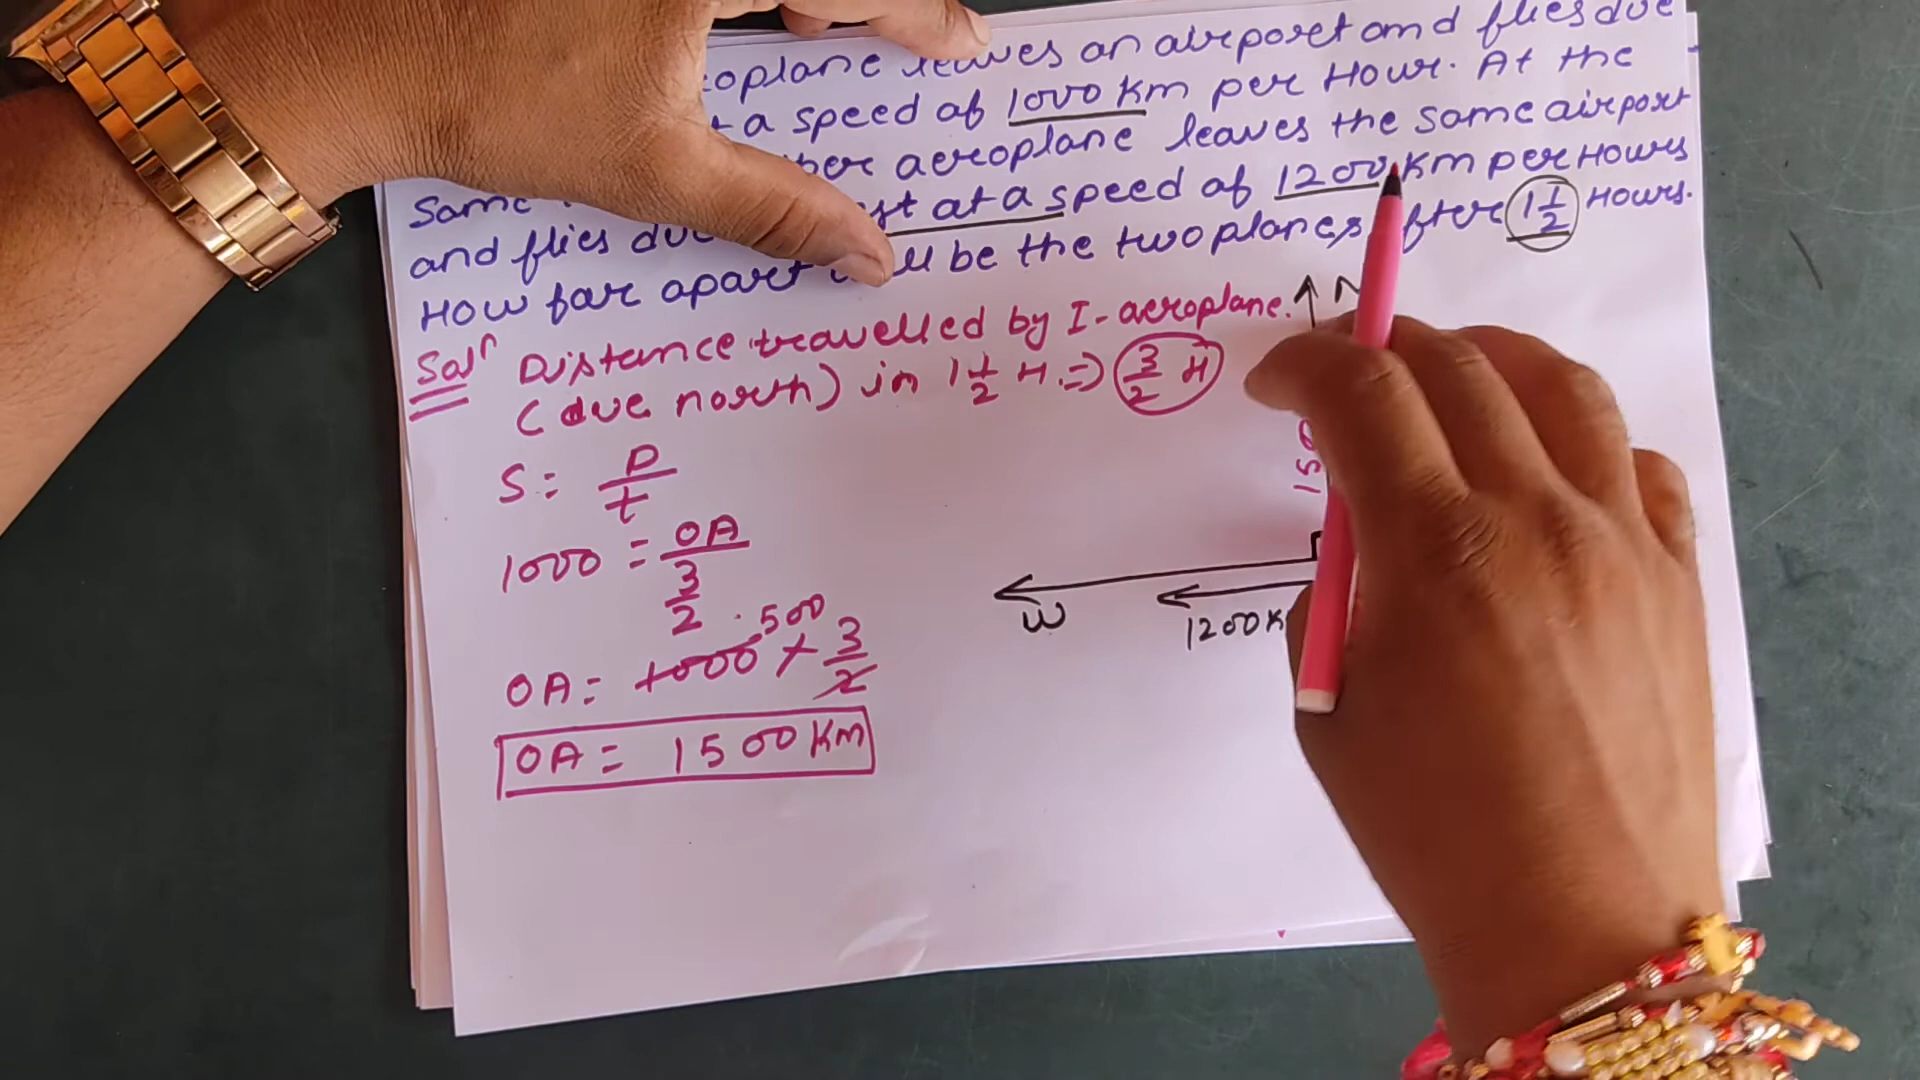 leaves an airport and flies due
a speed of 1000 Km per Hour. At the
aeroplane leaves the same airport
Same at a speed of 1200 Km per Hours
and flies How far apart be the two planes after 1 1/2 Hours.
Solⁿ Distance travelled by I-aeroplane.
(due north) in 1 1/2 H. => 3/2 H
N
S = D/t
1000 = OA / 3/2
OA = 1000 × 3/2
500
OA = 1500 Km
W
1200 K
150